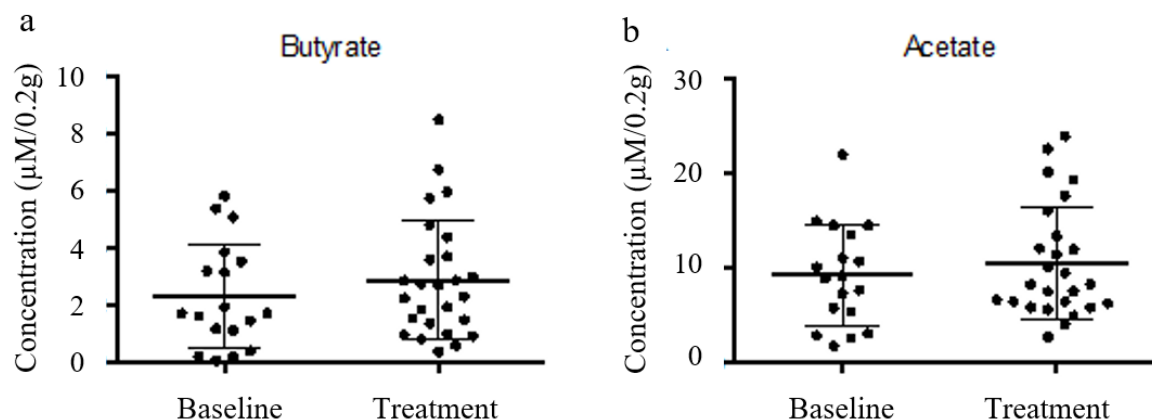 a
Butyrate
Concentration (µM/0.2g)
10
8
6
4
2
0
Baseline Treatment
b
Acetate
Concentration (µM/0.2g)
30
20
10
0
Baseline Treatment